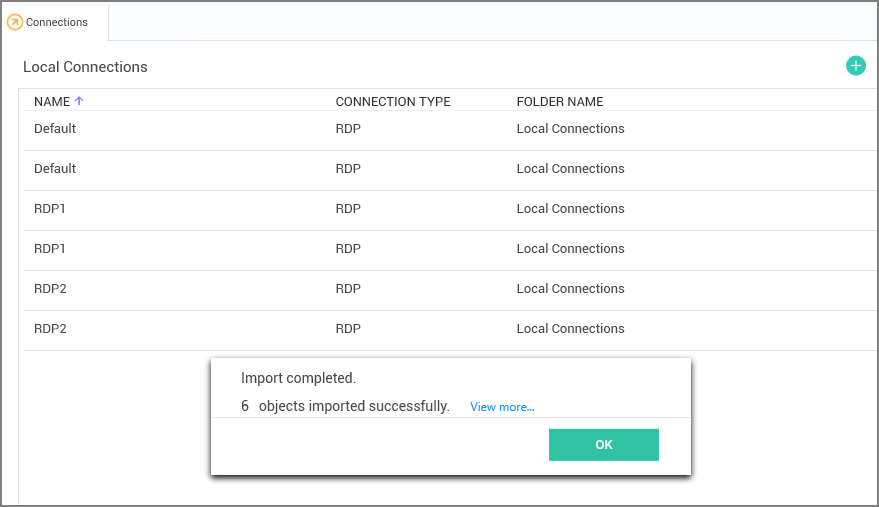 Connections
Local Connections
NAME CONNECTION TYPE FOLDER NAME
Default RDP Local Connections
Default RDP Local Connections
RDP1 RDP Local Connections
RDP1 RDP Local Connections
RDP2 RDP Local Connections
RDP2 RDP Local Connections
Import completed.
6 objects imported successfully. View more...
OK